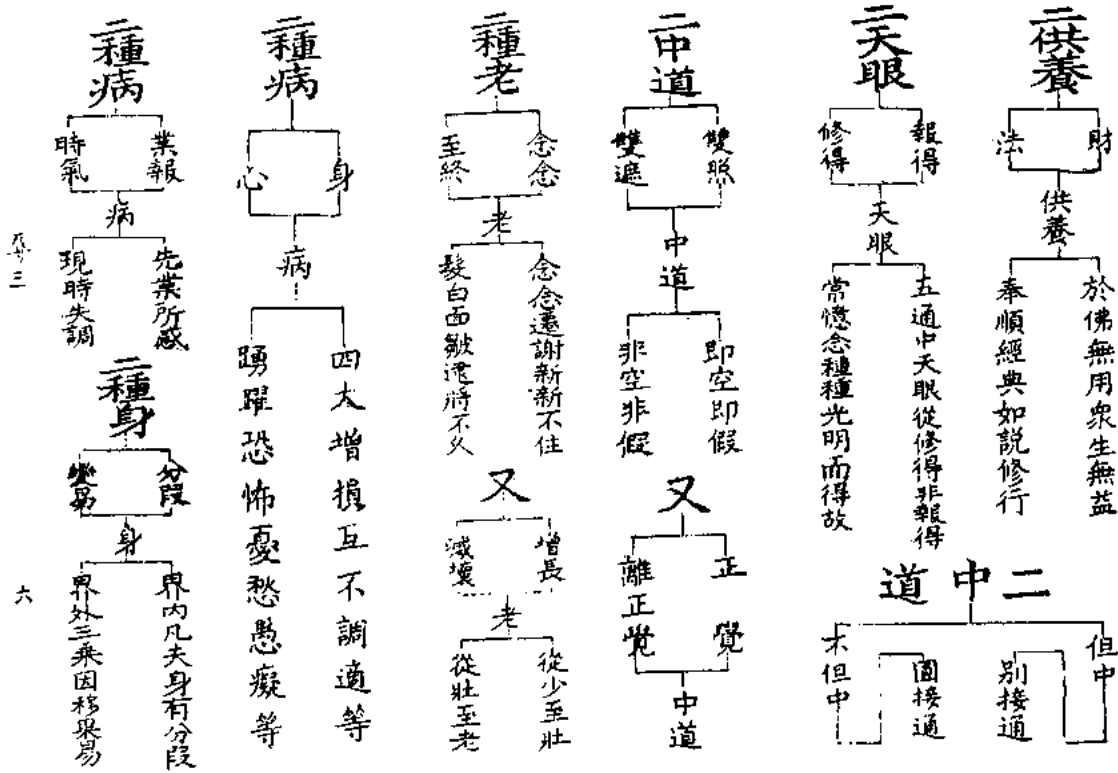 二供養
財
法
供養
於佛無用衆生無益
奉順經典如説修行
二天眼
報得
修得
天眼
五通中天眼從修得非報得
常憶念種種光明而得故
二中道
但中
別接通
圓接通
不但中
二中道
雙照
雙遮
中道
即空即假
非空非假
又
正覺
離正覺
中道
二種老
念念
至終
老
念念遷謝新新不住
髮白面皺逮將不久
又
增長
減壞
老
從少至壯
從壯至老
二種病
身
心
病
四大增損互不調適等
踴躍恐怖憂愁愚癡等
二種病
業報
時氣
病
先業所感
現時失調
二種身
分段
變易
身
界内凡夫身有分段
界外三乘因移果易
三
六